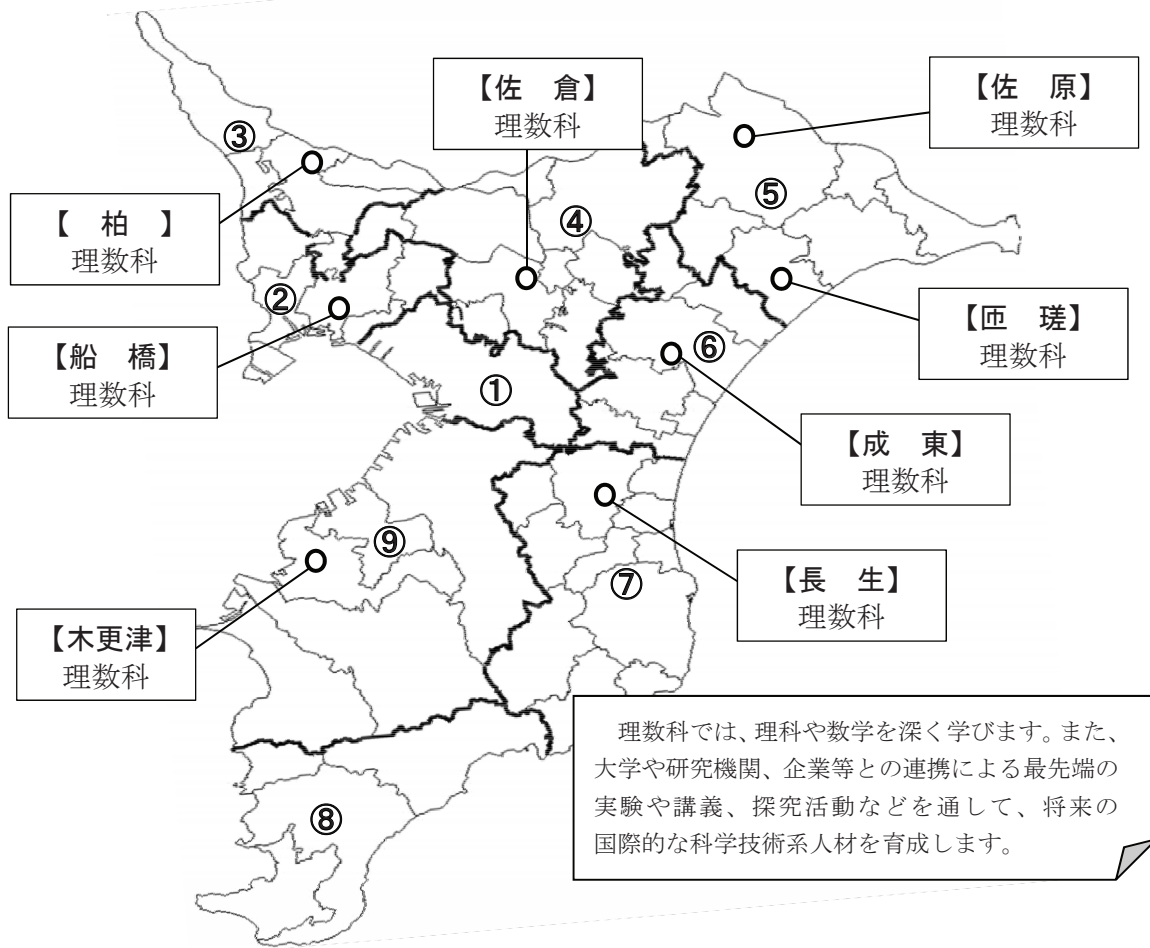 【佐　倉】
理数科
【佐　原】
理数科
③
⑤
④
【　柏　】
理数科
②
【匝　瑳】
理数科
⑥
【船　橋】
理数科
①
【成　東】
理数科
⑨
⑦
【長　生】
理数科
【木更津】
理数科
理数科では、理科や数学を深く学びます。また、
大学や研究機関、企業等との連携による最先端の
実験や講義、探究活動などを通して、将来の
国際的な科学技術系人材を育成します。
⑧